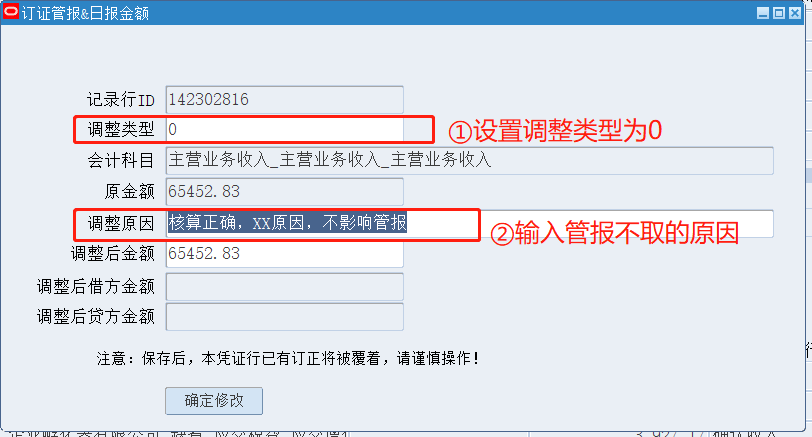 订证管报&日报金额
记录行ID 142302816
调整类型 0 ①设置调整类型为0
会计科目 主营业务收入_主营业务收入_主营业务收入
原金额 65452.83
调整原因 核算正确，XX原因，不影响管报 ②输入管报不取的原因
调整后金额 65452.83
调整后借方金额
调整后贷方金额
注意：保存后，本凭证行已有订正将被覆着，请谨慎操作！
确定修改